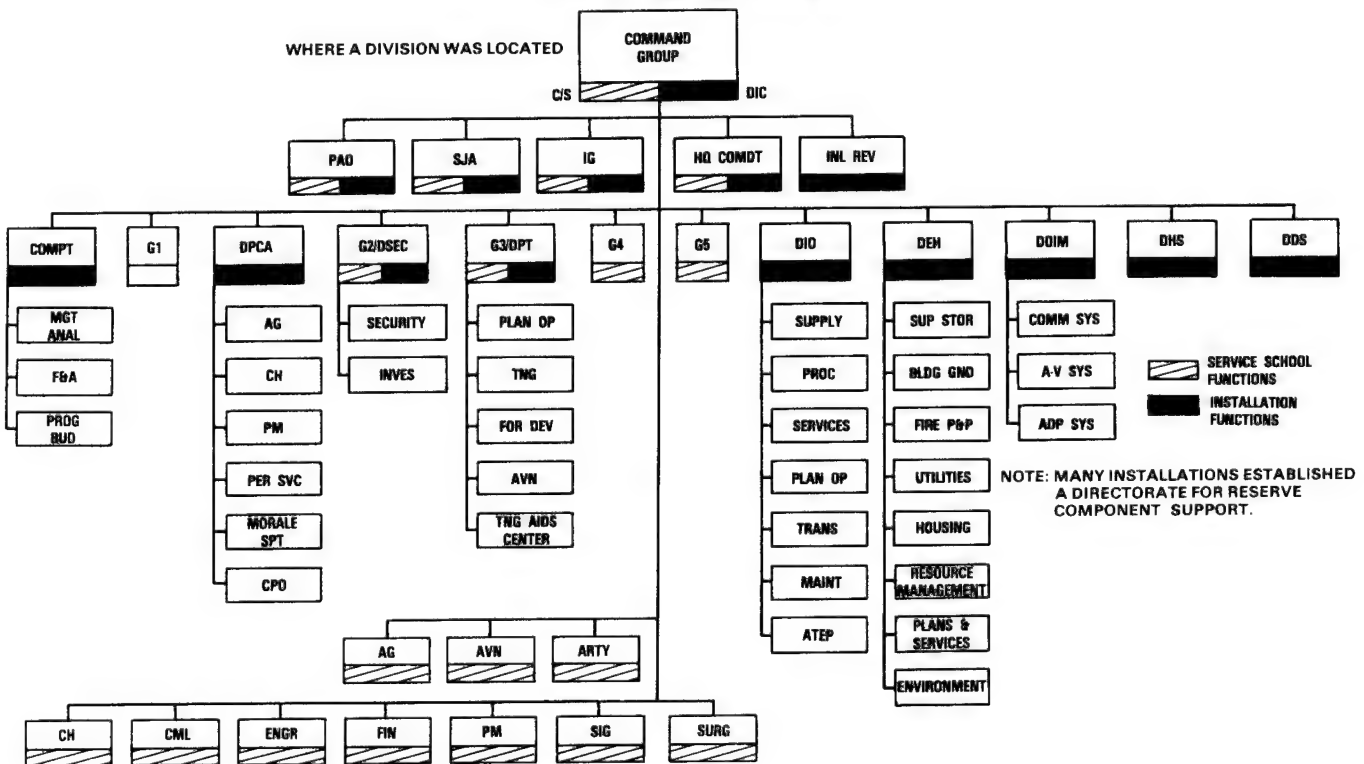 WHERE A DIVISION WAS LOCATED
COMMAND
GROUP
C/S
DIC
PAO
SJA
IG
HQ COMDT
INL REV
COMPT
G1
DPCA
G2/DSEC
G3/DPT
G4
G5
DIO
DEH
DOIM
DHS
DDS
MGT
ANAL
F&A
PROG
BUD
AG
CH
PM
PER SVC
MORALE
SPT
CPO
SECURITY
INVES
PLAN OP
TNG
FOR DEV
AVN
TNG AIDS
CENTER
SUPPLY
PROC
SERVICES
PLAN OP
TRANS
MAINT
ATEP
SUP STOR
BLDG GND
FIRE P&P
UTILITIES
HOUSING
RESOURCE
MANAGEMENT
PLANS &
SERVICES
ENVIRONMENT
COMM SYS
A-V SYS
ADP SYS
SERVICE SCHOOL
FUNCTIONS
INSTALLATION
FUNCTIONS
NOTE: MANY INSTALLATIONS ESTABLISHED
A DIRECTORATE FOR RESERVE
COMPONENT SUPPORT.
AG
AVN
ARTY
CH
CML
ENGR
FIN
PM
SIG
SURG